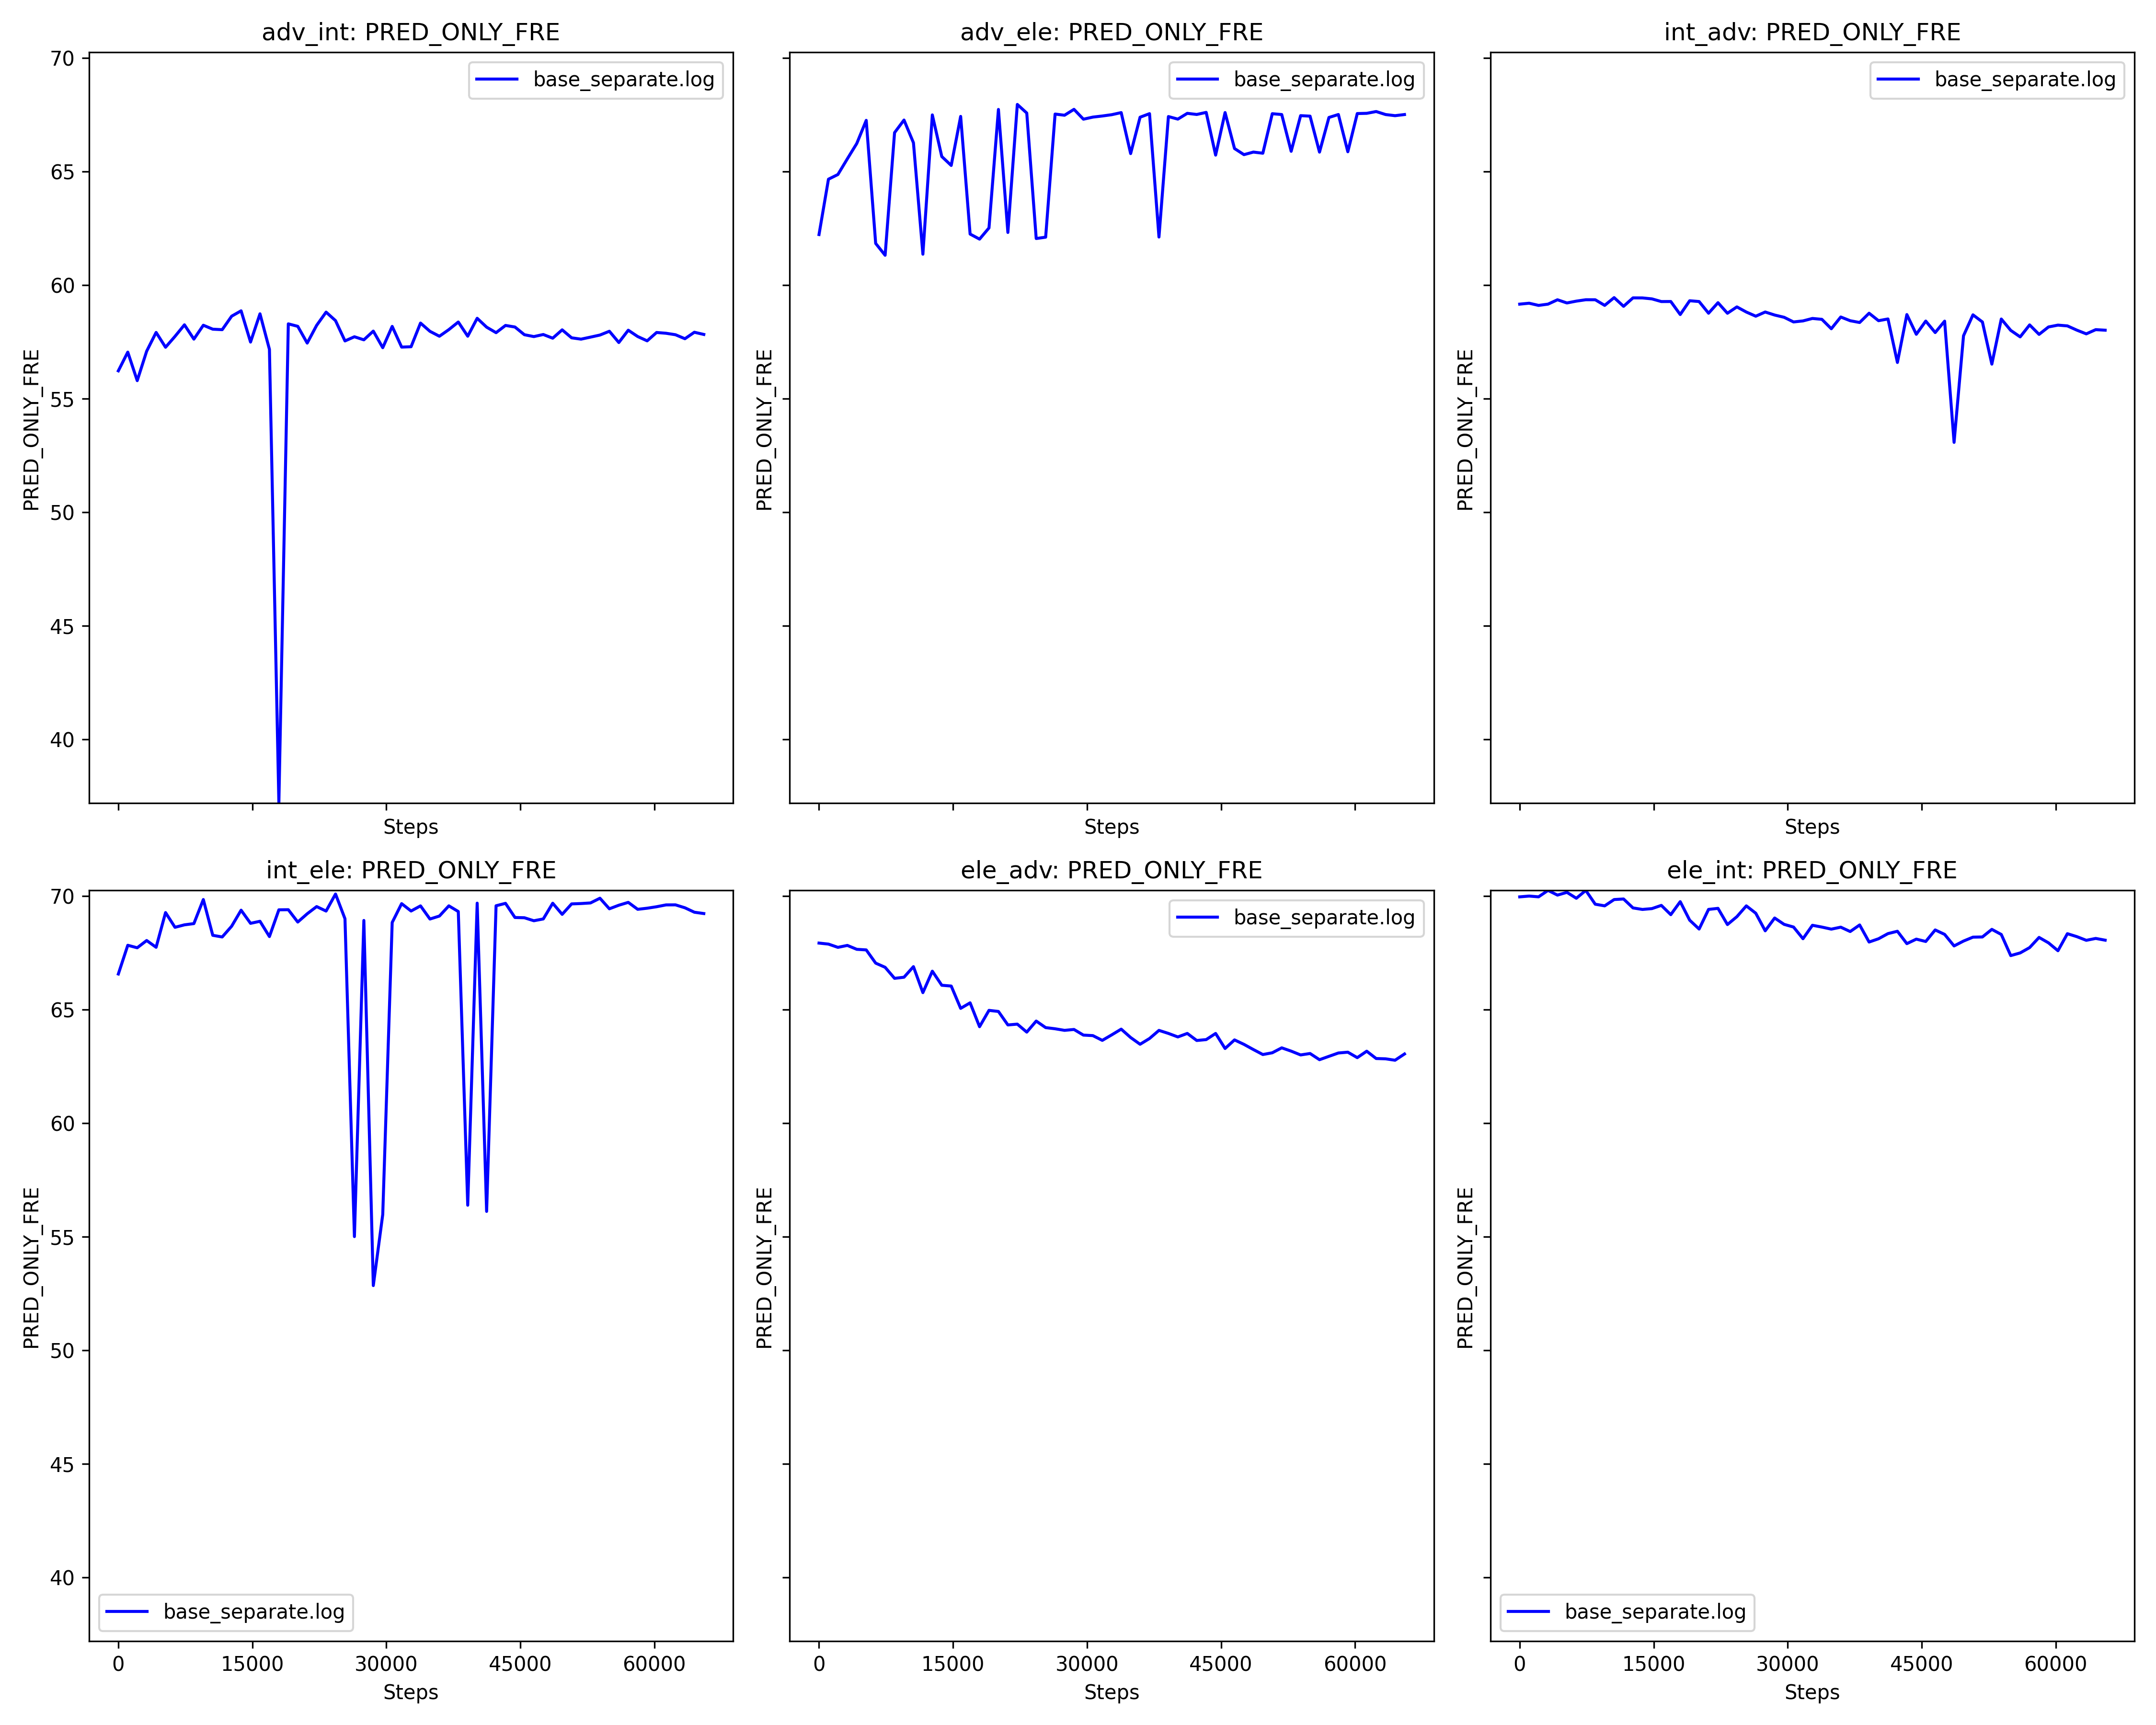 adv_int: PRED_ONLY_FRE
adv_ele: PRED_ONLY_FRE
int_adv: PRED_ONLY_FRE
70
65
60
55
50
45
40
PRED_ONLY_FRE
base_separate.log
Steps
PRED_ONLY_FRE
base_separate.log
Steps
PRED_ONLY_FRE
base_separate.log
Steps
int_ele: PRED_ONLY_FRE
ele_adv: PRED_ONLY_FRE
ele_int: PRED_ONLY_FRE
70
65
60
55
50
45
40
PRED_ONLY_FRE
base_separate.log
0 15000 30000 45000 60000
Steps
PRED_ONLY_FRE
base_separate.log
0 15000 30000 45000 60000
Steps
PRED_ONLY_FRE
base_separate.log
0 15000 30000 45000 60000
Steps